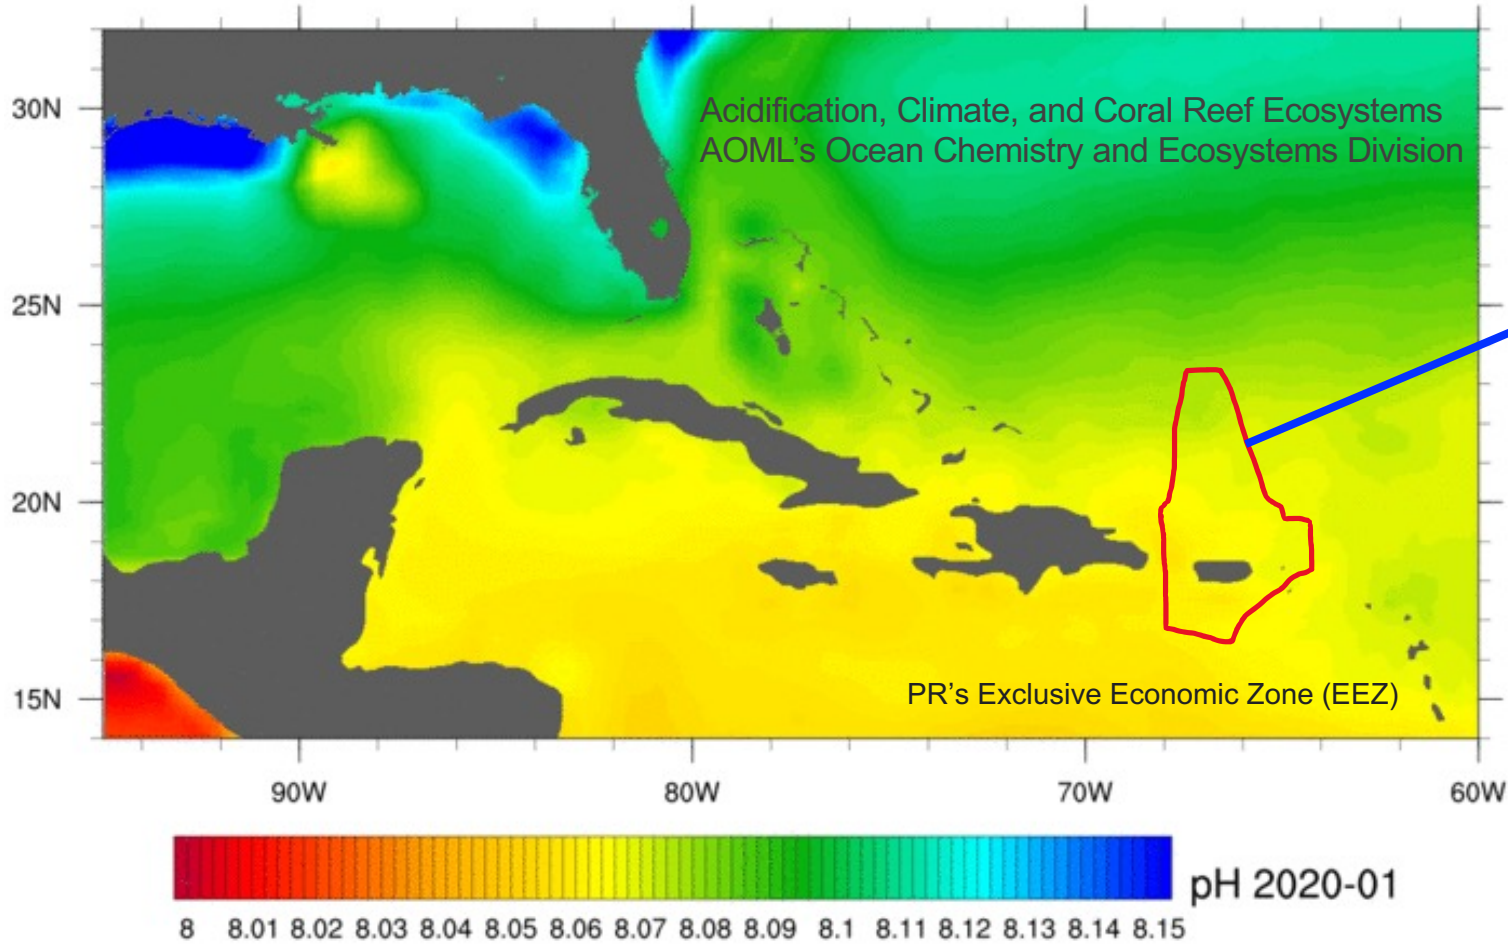 30N
25N
20N
15N
Acidification, Climate, and Coral Reef Ecosystems
AOML's Ocean Chemistry and Ecosystems Division
PR's Exclusive Economic Zone (EEZ)
90W 80W 70W 60W
pH 2020-01
8 8.01 8.02 8.03 8.04 8.05 8.06 8.07 8.08 8.09 8.1 8.11 8.12 8.13 8.14 8.15